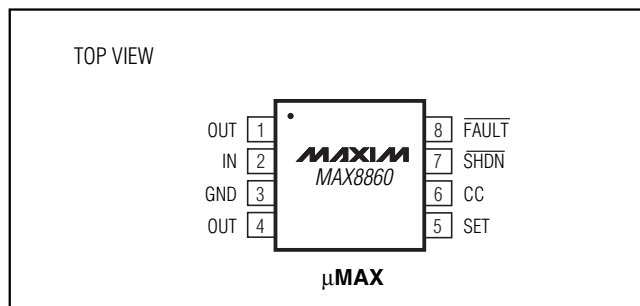 TOP VIEW
OUT 1
IN 2
GND 3
OUT 4
MAXIM
MAX8860
8 FAULT
7 SHDN
6 CC
5 SET
µMAX